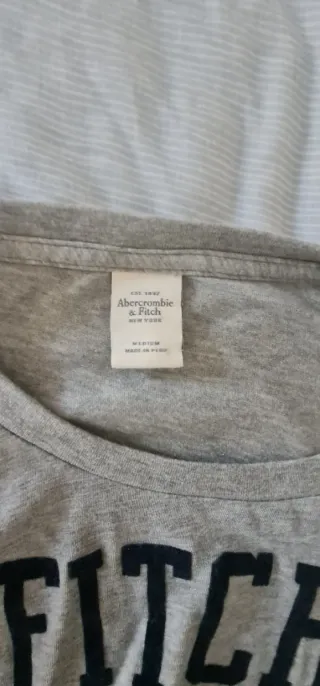 EST. 1892
Abercrombie
& Fitch
NEW YORK
MEDIUM
MADE IN PERU
FITCH